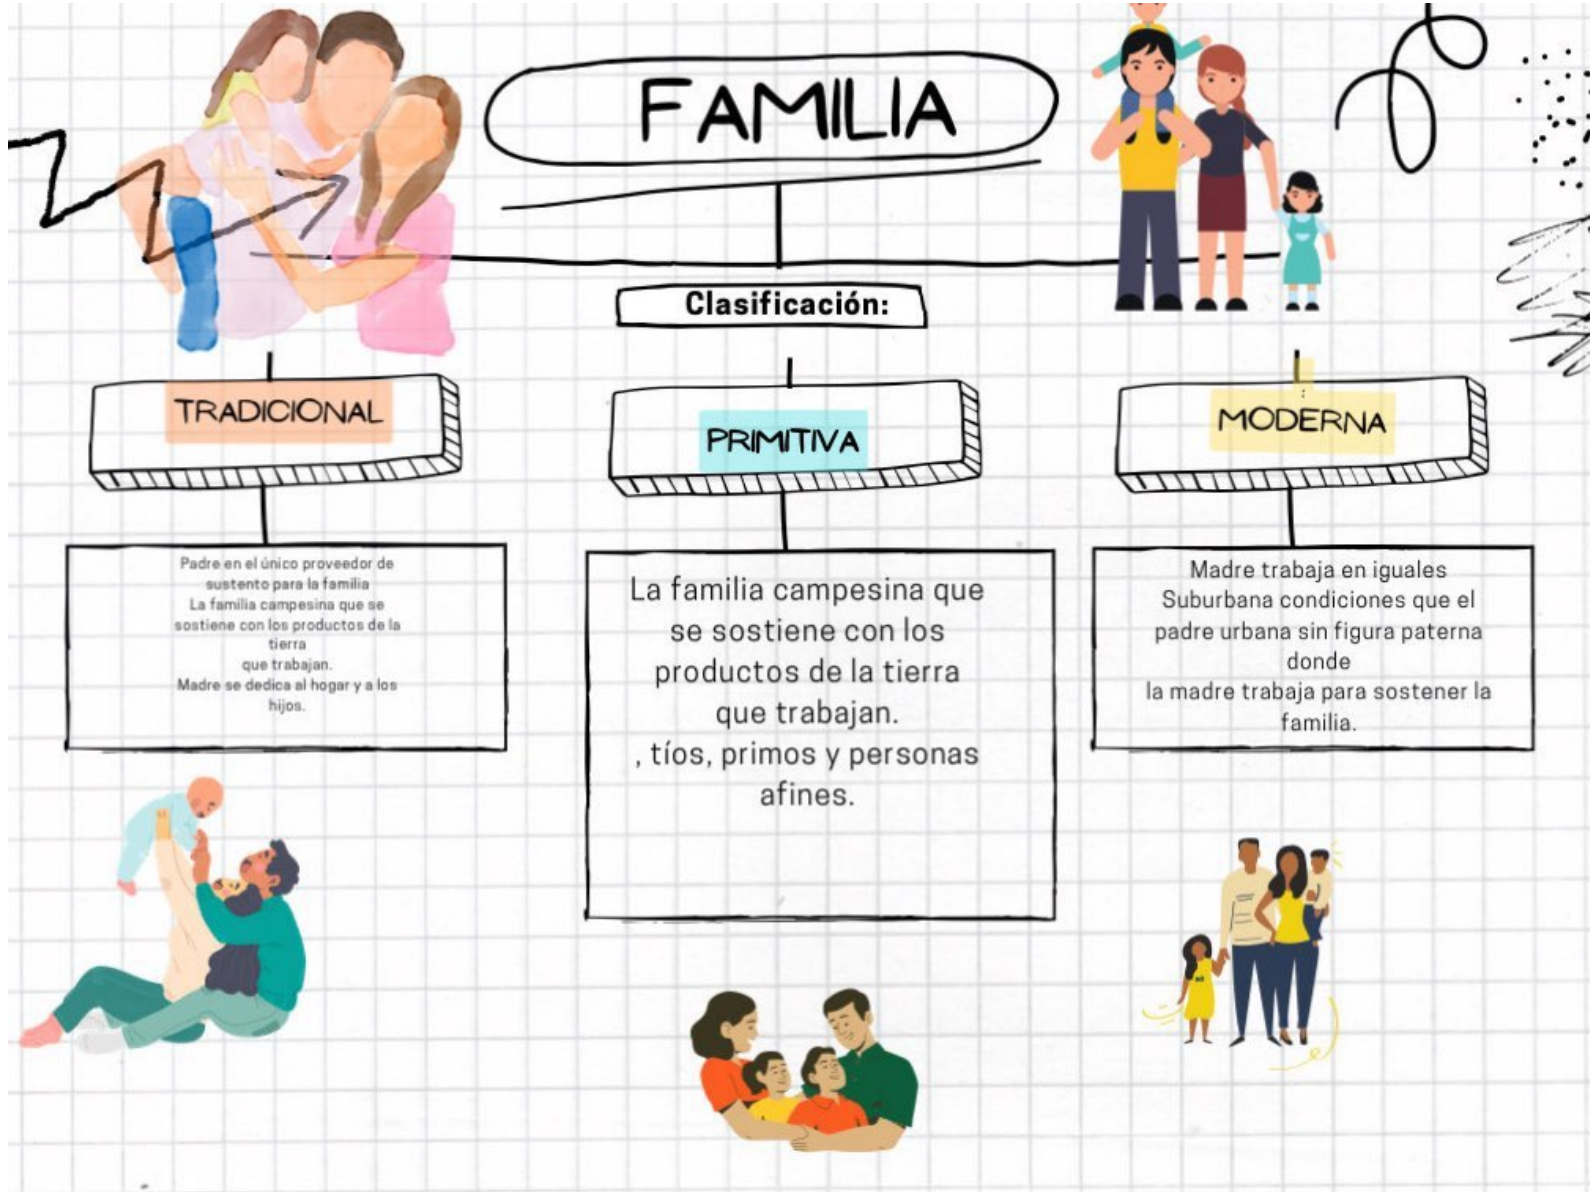 FAMILIA
Clasificación:
TRADICIONAL
PRIMITIVA
:
MODERNA
Padre en el único proveedor de
sustento para la familia
La familia campesina que se
sostiene con los productos de la
tierra
que trabajan.
Madre se dedica al hogar y a los
hijos.
La familia campesina que
se sostiene con los
productos de la tierra
que trabajan.
, tíos, primos y personas
afines.
Madre trabaja en iguales
Suburbana condiciones que el
padre urbana sin figura paterna
donde
la madre trabaja para sostener la
familia.